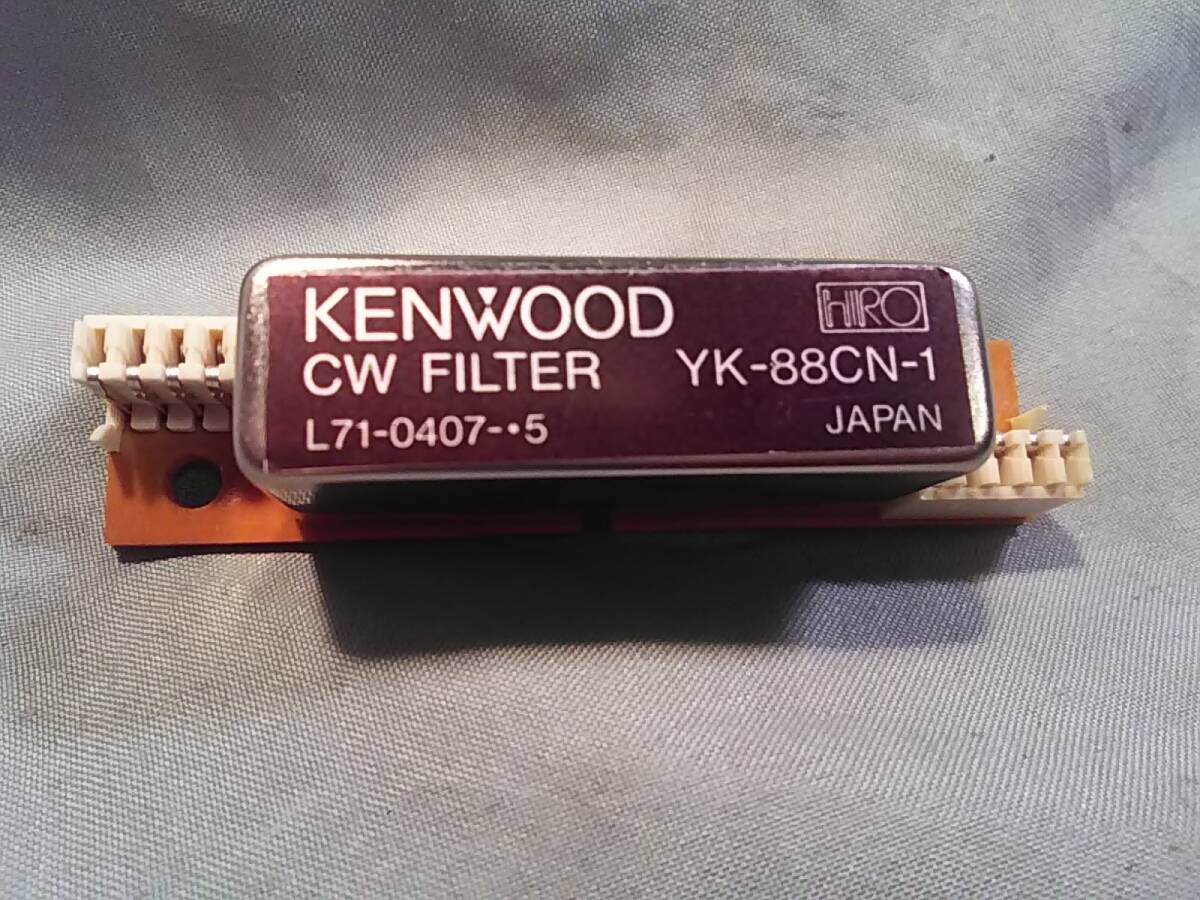 KENWOOD HIRO
CW FILTER YK-88CN-1
L71-0407-•5 JAPAN